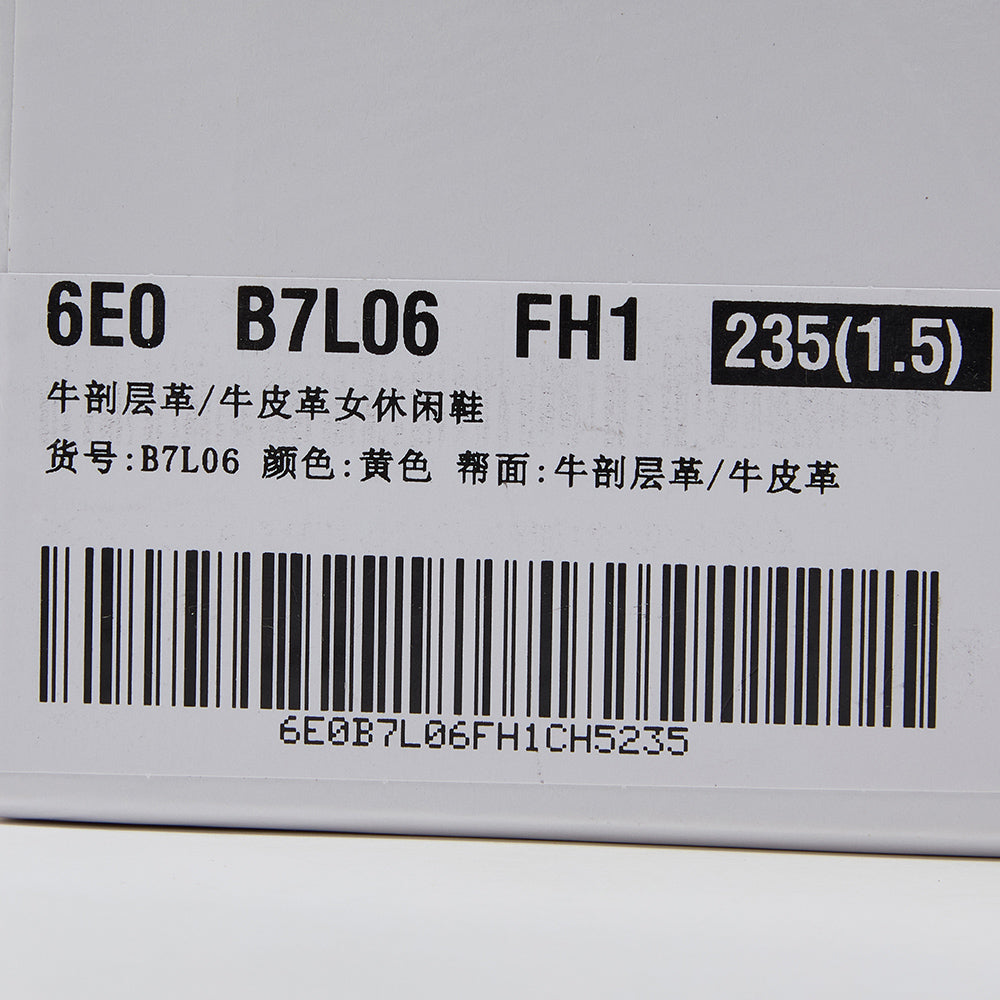 6E0 B7L06 FH1 235(1.5)
牛剖层革/牛皮革女休闲鞋
货号:B7L06 颜色:黄色 帮面:牛剖层革/牛皮革
6E0B7L06FH1CH5235